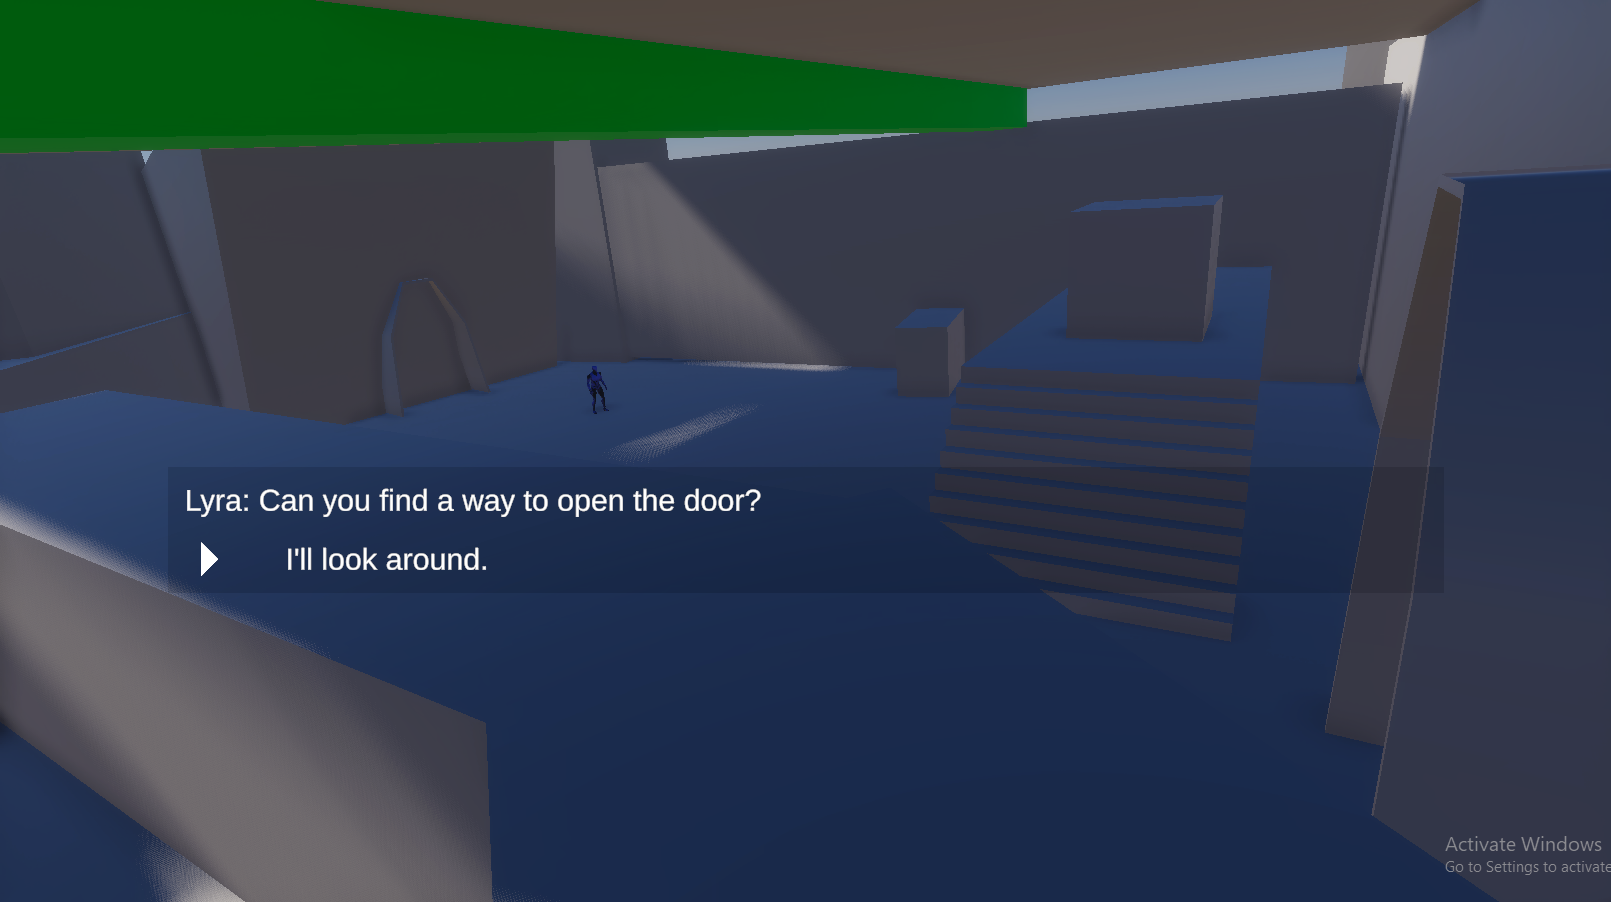 Lyra: Can you find a way to open the door?
I'll look around.
Activate Windows
Go to Settings to activate